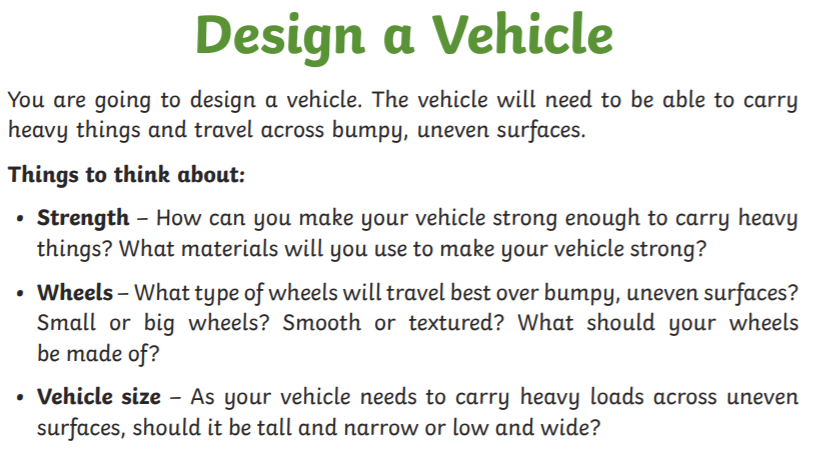 Design a Vehicle
You are going to design a vehicle. The vehicle will need to be able to carry
heavy things and travel across bumpy, uneven surfaces.
Things to think about:
• Strength – How can you make your vehicle strong enough to carry heavy
things? What materials will you use to make your vehicle strong?
• Wheels – What type of wheels will travel best over bumpy, uneven surfaces?
Small or big wheels? Smooth or textured? What should your wheels
be made of?
• Vehicle size – As your vehicle needs to carry heavy loads across uneven
surfaces, should it be tall and narrow or low and wide?